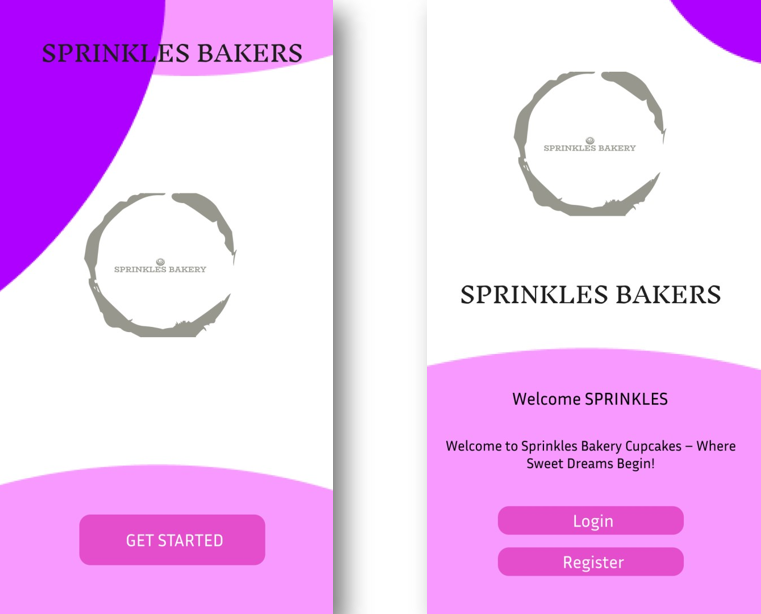 SPRINKLES BAKERS
SPRINKLES BAKERY
GET STARTED
SPRINKLES BAKERY
SPRINKLES BAKERS
Welcome SPRINKLES
Welcome to Sprinkles Bakery Cupcakes – Where
Sweet Dreams Begin!
Login
Register